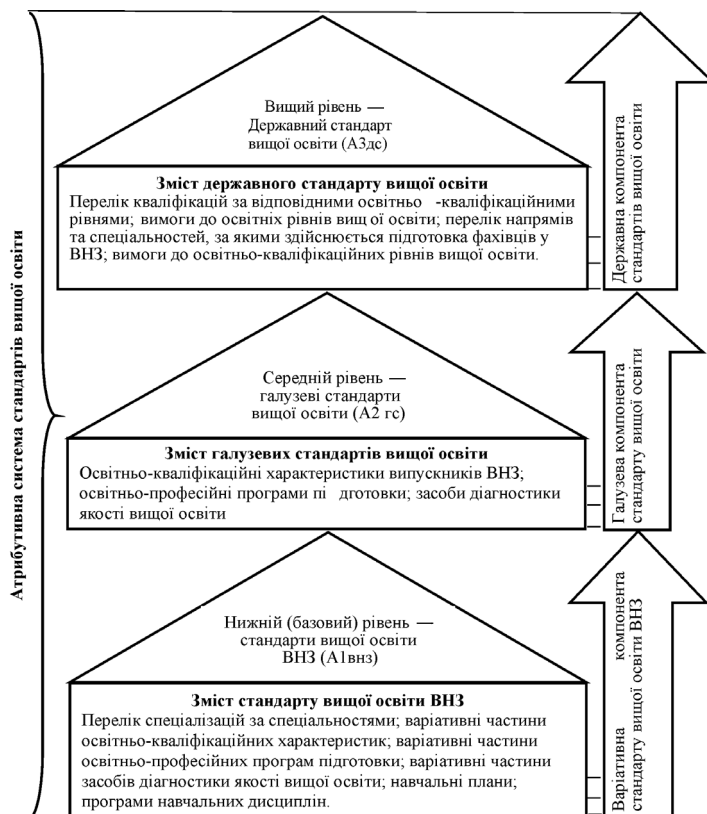 Атрибутивна система стандартів вищої освіти
Вищий рівень —
Державний стандарт
вищої освіти (А3дс)
Зміст державного стандарту вищої освіти
Перелік кваліфікацій за відповідними освітньо -кваліфікаційними
рівнями; вимоги до освітніх рівнів вищ ої освіти; перелік напрямів
та спеціальностей, за якими здійснюється підготовка фахівців у
ВНЗ; вимоги до освітньо-кваліфікаційних рівнів вищої освіти.
Державна компонента
стандартів вищої освіти
Середній рівень —
галузеві стандарти
вищої освіти (А2 гс)
Зміст галузевих стандартів вищої освіти
Освітньо-кваліфікаційні характеристики випускників ВНЗ;
освітньо-професійні програми пі дготовки; засоби діагностики
якості вищої освіти
Галузева компонента
стандарту вищої освіти
Нижній (базовий) рівень —
стандарти вищої освіти
ВНЗ (А1внз)
Зміст стандарту вищої освіти ВНЗ
Перелік спеціалізацій за спеціальностями; варіативні частини
освітньо-кваліфікаційних характеристик; варіативні частини
освітньо-професійних програм підготовки; варіативні частини
засобів діагностики якості вищої освіти; навчальні плани;
програми навчальних дисциплін.
Варіативна компонента
стандарту вищої освіти ВНЗ